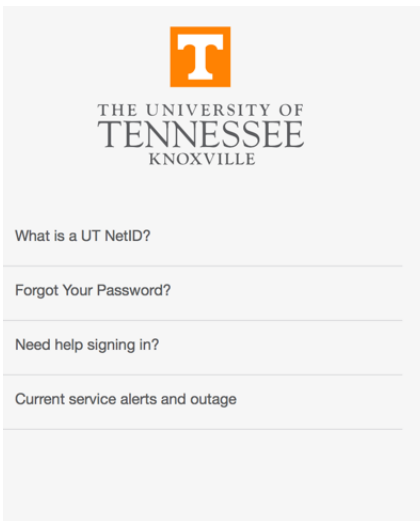 T
THE UNIVERSITY OF
TENNESSEE
KNOXVILLE
What is a UT NetID?
Forgot Your Password?
Need help signing in?
Current service alerts and outage